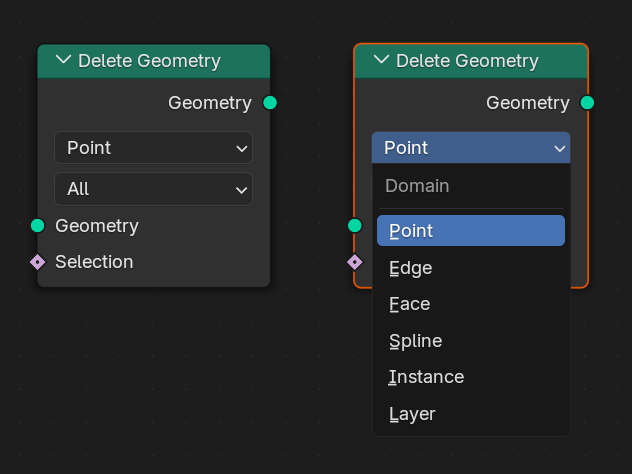 Delete Geometry
Geometry
Point
All
Geometry
Selection
Delete Geometry
Geometry
Point
Domain
Point
Edge
Face
Spline
Instance
Layer